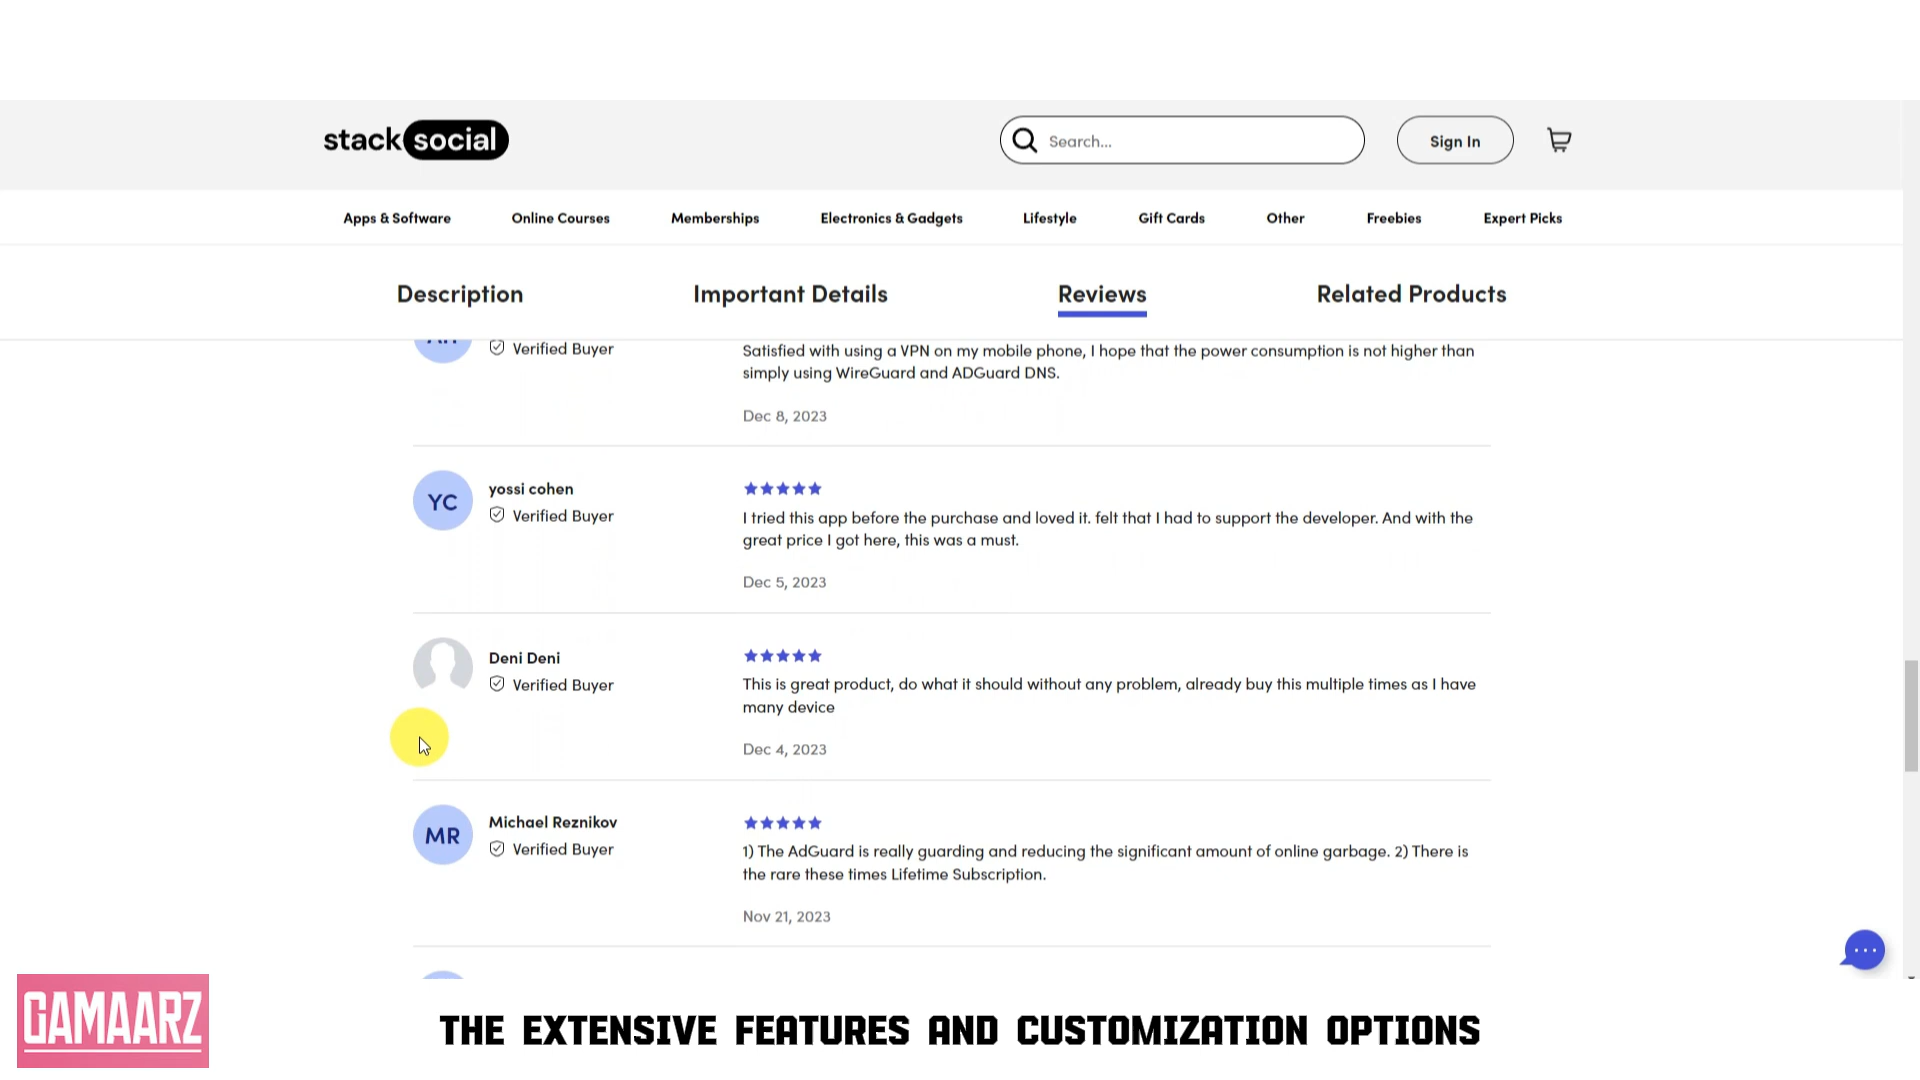 stack social
Search...
Sign In
Apps & Software
Online Courses
Memberships
Electronics & Gadgets
Lifestyle
Gift Cards
Other
Freebies
Expert Picks
Description
Important Details
Reviews
Related Products
Verified Buyer
Satisfied with using a VPN on my mobile phone, I hope that the power consumption is not higher than
simply using WireGuard and ADGuard DNS.
Dec 8, 2023
YC
yossi cohen
Verified Buyer
I tried this app before the purchase and loved it. felt that I had to support the developer. And with the
great price I got here, this was a must.
Dec 5, 2023
Deni Deni
Verified Buyer
This is great product, do what it should without any problem, already buy this multiple times as I have
many device
Dec 4, 2023
MR
Michael Reznikov
Verified Buyer
1) The AdGuard is really guarding and reducing the significant amount of online garbage. 2) There is
the rare these times Lifetime Subscription.
Nov 21, 2023
GAMAARZ
THE EXTENSIVE FEATURES AND CUSTOMIZATION OPTIONS